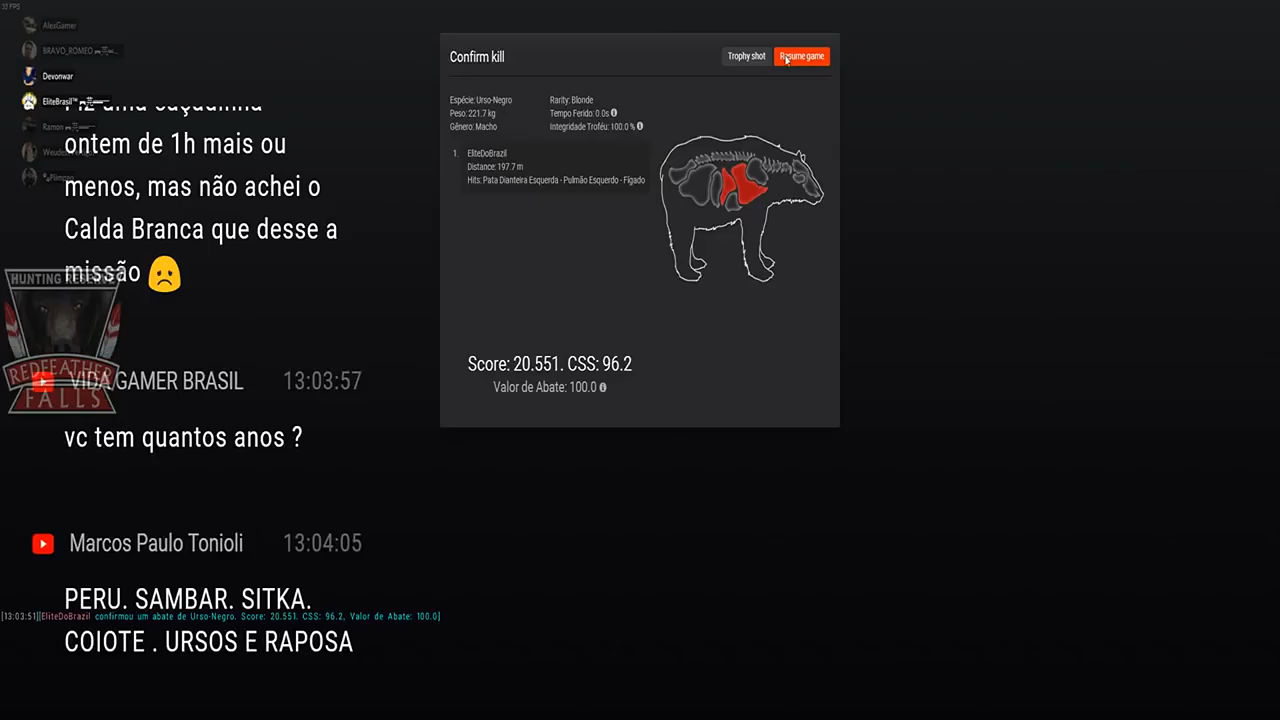 33 FPS
AlexGamer
BRAVO_ROMEO
Devonwar
EliteBrasil™
Ramon
ontem de 1h mais ou
menos, mas não achei o
Calda Branca que desse a
missão
HUNTING RESERVE
REDFEATHER
FALLS
VIDA GAMER BRASIL 13:03:57
vc tem quantos anos ?
Marcos Paulo Tonioli 13:04:05
PERU. SAMBAR. SITKA.
[13:03:51][EliteDoBrazil confirmou um abate de Urso-Negro. Score: 20.551. CSS: 96.2, Valor de Abate: 100.0]
COIOTE . URSOS E RAPOSA
Confirm kill
Trophy shot
Resume game
Espécie: Urso-Negro
Peso: 221.7 kg
Gênero: Macho
Rarity: Blonde
Tempo Ferido: 0.0s
Integridade Troféu: 100.0 %
1. EliteDoBrazil
Distance: 197.7 m
Hits: Pata Dianteira Esquerda - Pulmão Esquerdo - Fígado
Score: 20.551. CSS: 96.2
Valor de Abate: 100.0